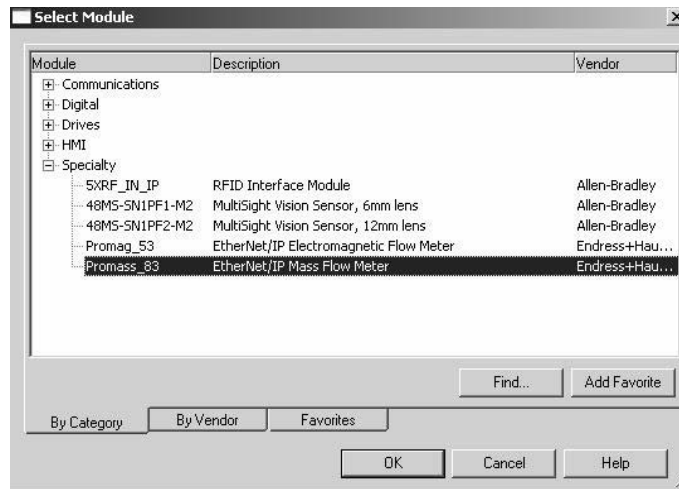 Select Module
Module Description Vendor
Communications
Digital
Drives
HMI
Specialty
5XRF_IN_IP RFID Interface Module Allen-Bradley
48MS-SN1PF1-M2 MultiSight Vision Sensor, 6mm lens Allen-Bradley
48MS-SN1PF2-M2 MultiSight Vision Sensor, 12mm lens Allen-Bradley
Promag_53 EtherNet/IP Electromagnetic Flow Meter Endress+Hau...
Promass_83 EtherNet/IP Mass Flow Meter Endress+Hau...
Find... Add Favorite
By Category By Vendor Favorites
OK Cancel Help